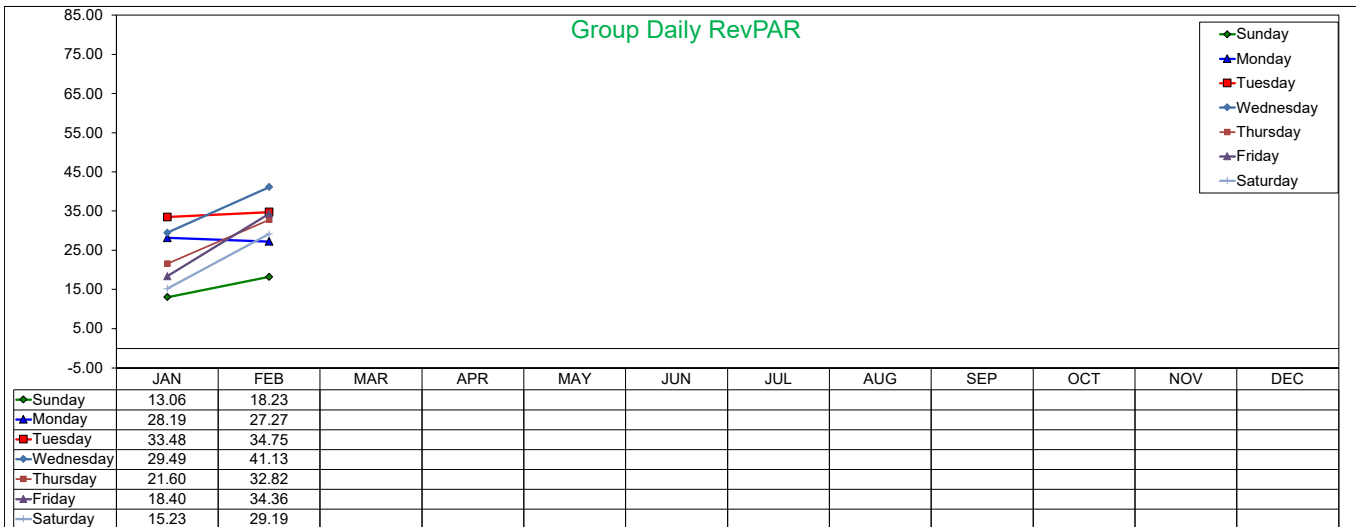 Group Daily RevPAR
85.00
75.00
65.00
55.00
45.00
35.00
25.00
15.00
5.00
-5.00
Sunday
Monday
Tuesday
Wednesday
Thursday
Friday
Saturday
JAN FEB MAR APR MAY JUN JUL AUG SEP OCT NOV DEC
Sunday 13.06 18.23
Monday 28.19 27.27
Tuesday 33.48 34.75
Wednesday 29.49 41.13
Thursday 21.60 32.82
Friday 18.40 34.36
Saturday 15.23 29.19